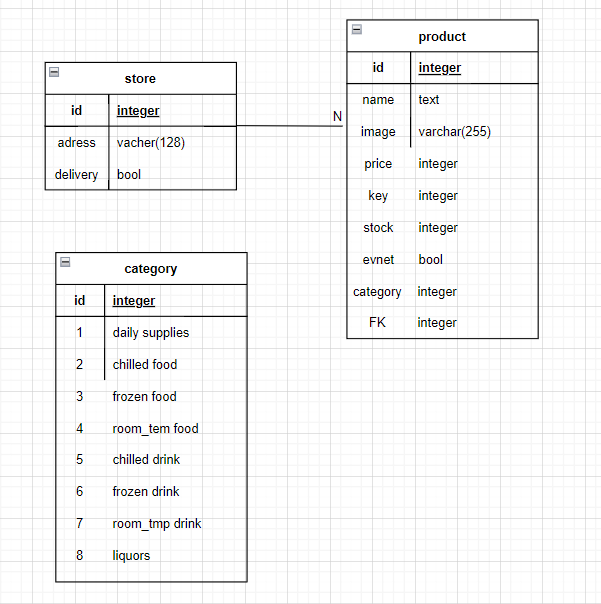 store
id integer
adress vacher(128)
delivery bool
N
product
id integer
name text
image varchar(255)
price integer
key integer
stock integer
evnet bool
category integer
FK integer
category
id integer
1 daily supplies
2 chilled food
3 frozen food
4 room_tem food
5 chilled drink
6 frozen drink
7 room_tmp drink
8 liquors